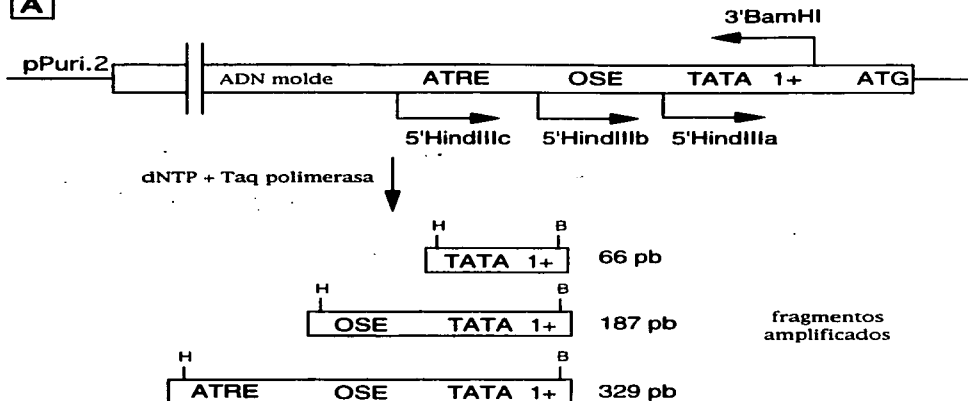 A
3'BamHI
pPuri.2
ADN molde ATRE OSE TATA 1+ ATG
5'HindIIIc 5'HindIIIb 5'HindIIIa
dNTP + Taq polimerasa
H B
TATA 1+ 66 pb
H B
OSE TATA 1+ 187 pb
fragmentos
amplificados
H B
ATRE OSE TATA 1+ 329 pb